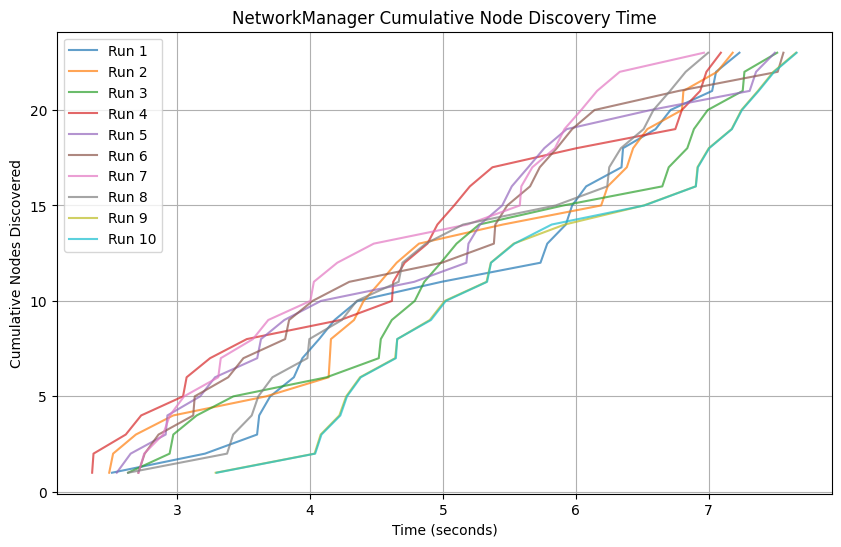 NetworkManager Cumulative Node Discovery Time
Run 1
Run 2
Run 3
Run 4
Run 5
Run 6
Run 7
Run 8
Run 9
Run 10
Cumulative Nodes Discovered
20
15
10
5
0
3 4 5 6 7
Time (seconds)